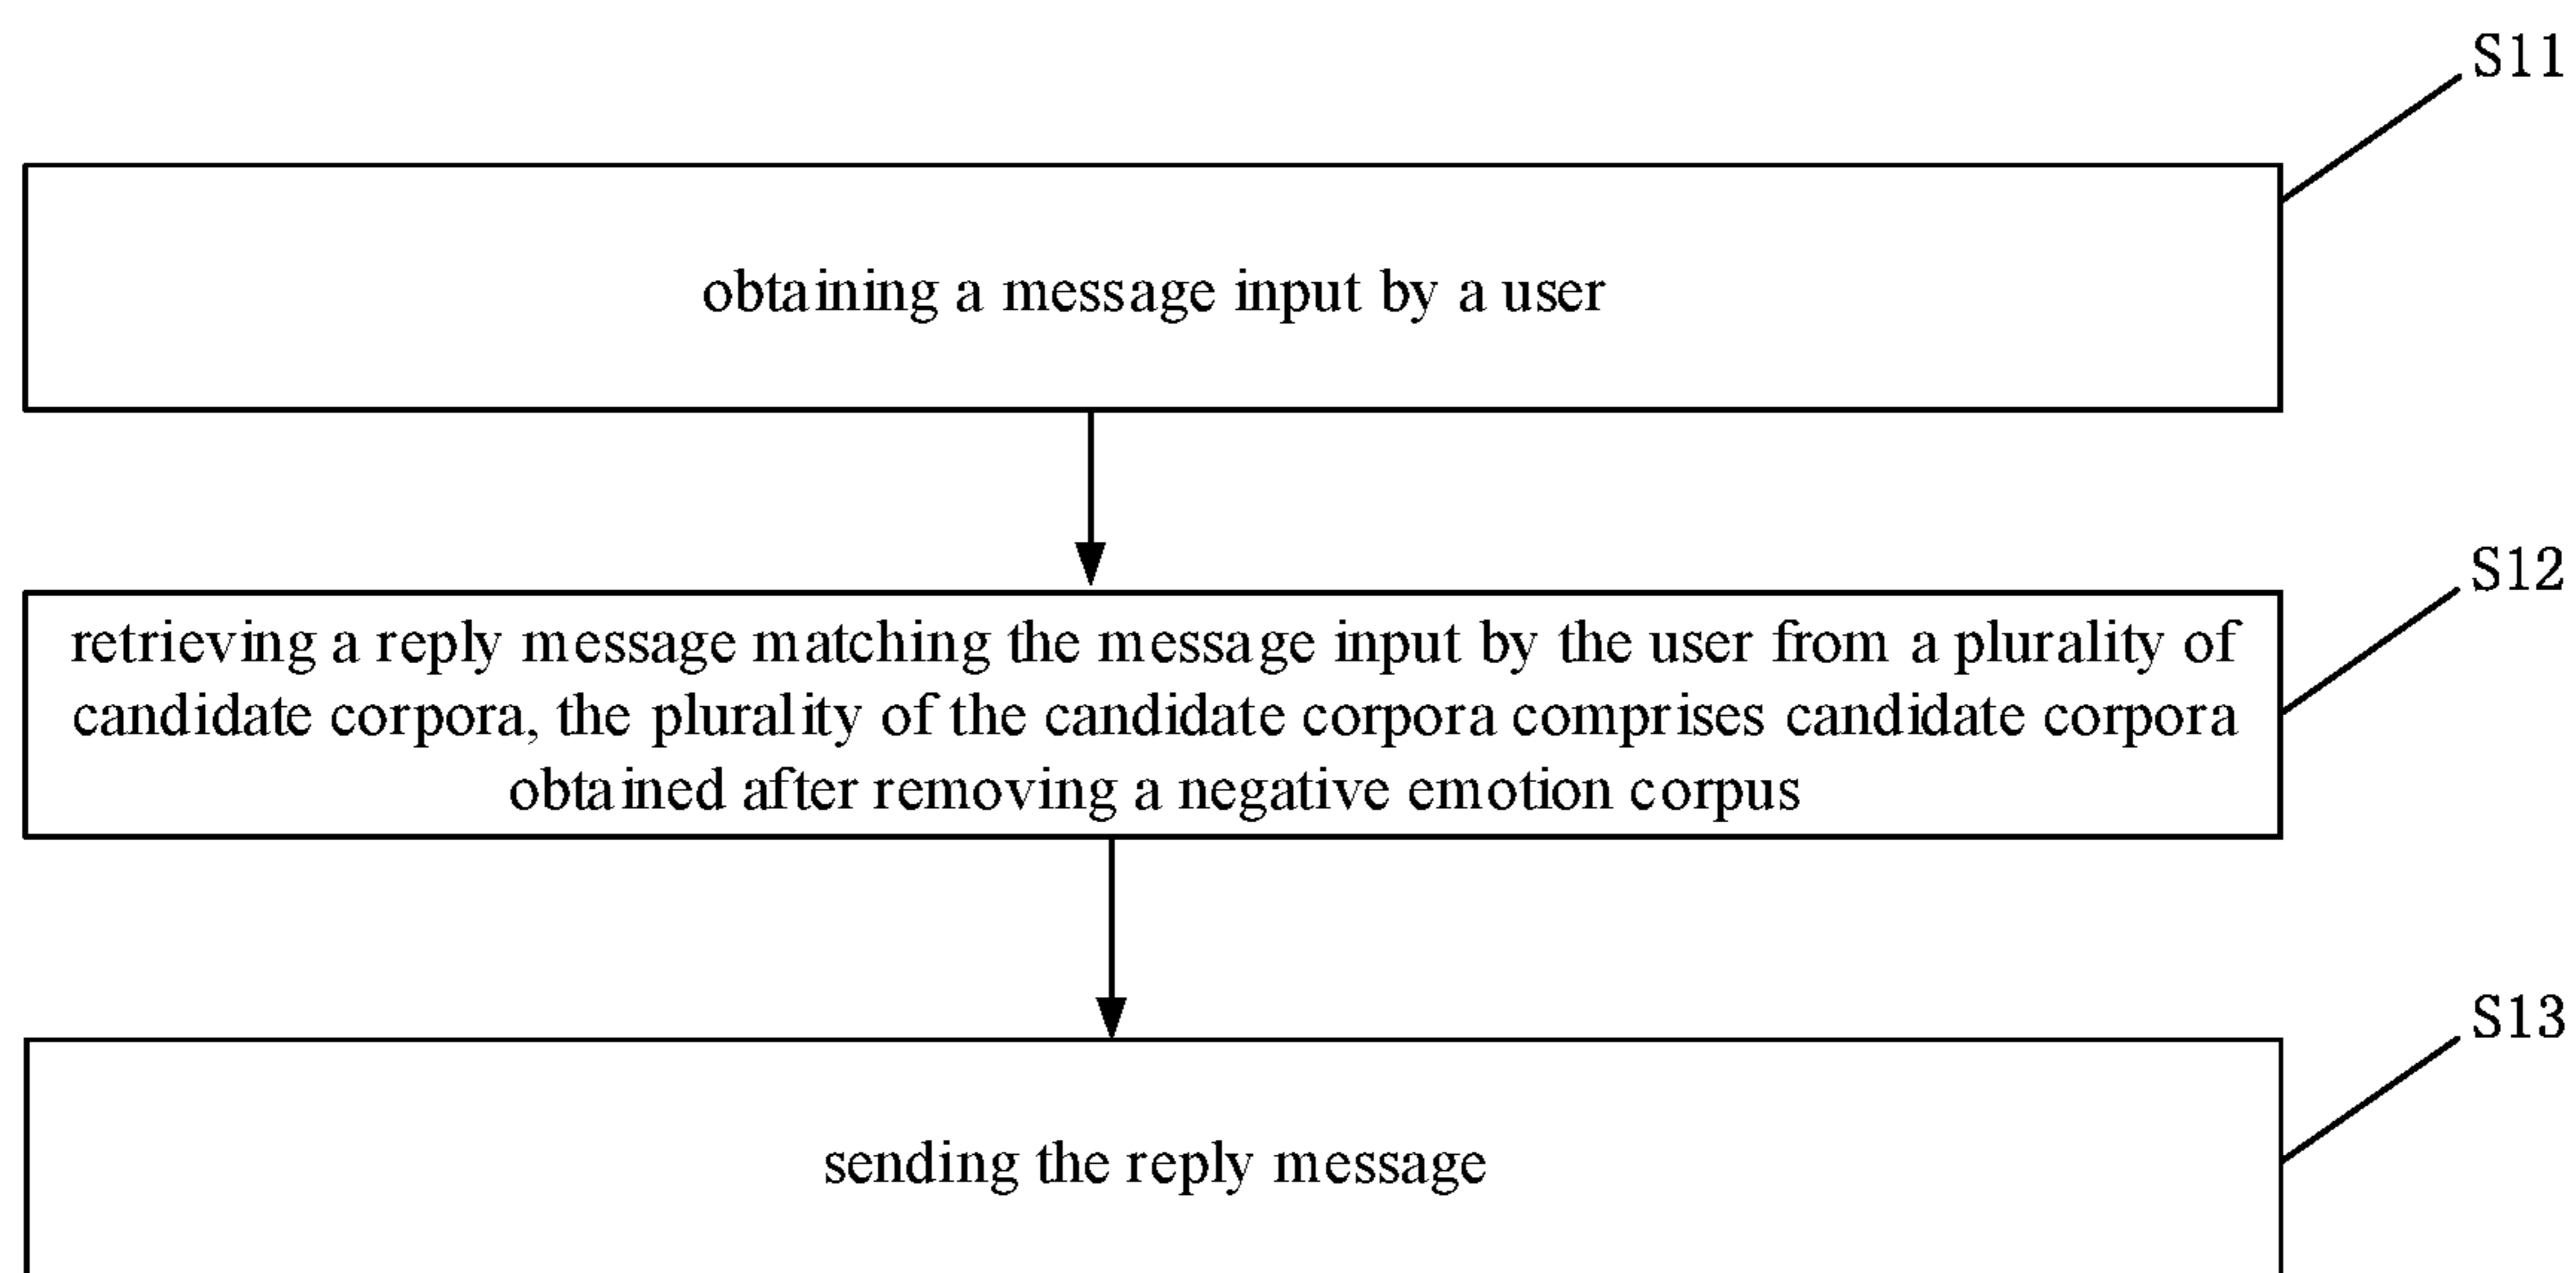 S11
obtaining a message input by a user
S12
retrieving a reply message matching the message input by the user from a plurality of
candidate corpora, the plurality of the candidate corpora comprises candidate corpora
obtained after removing a negative emotion corpus
S13
sending the reply message